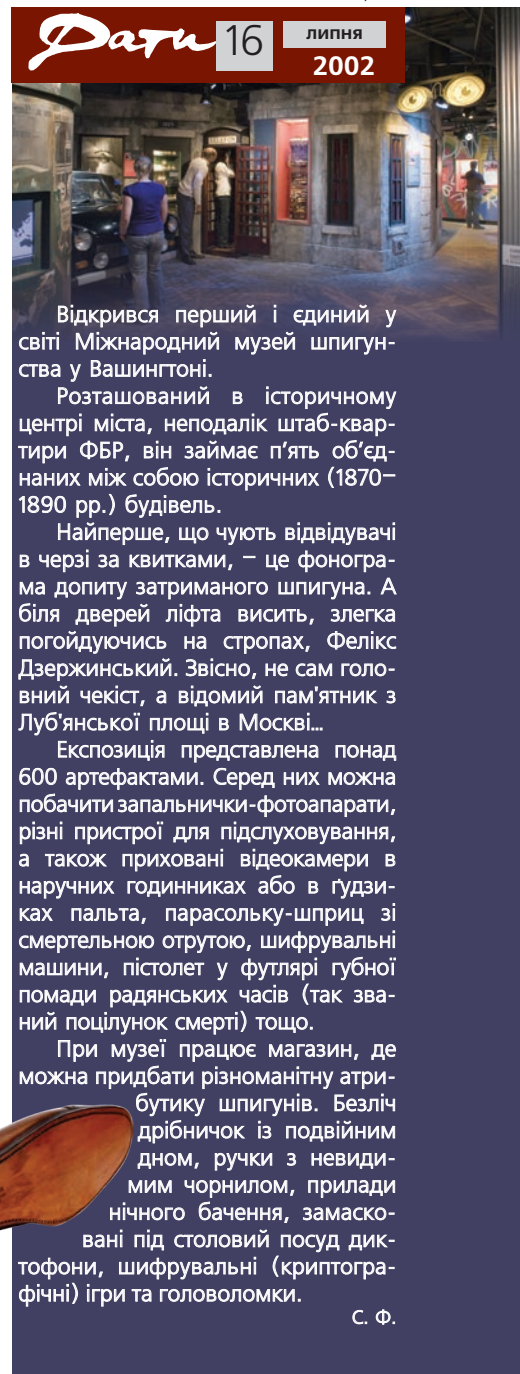 Дати
16
липня
2002
Відкрився перший і єдиний у
світі Міжнародний музей шпигун-
ства у Вашингтоні.
Розташований в історичному
центрі міста, неподалік штаб-квар-
тири ФБР, він займає п’ять об’єд-
наних між собою історичних (1870–
1890 рр.) будівель.
Найперше, що чують відвідувачі
в черзі за квитками, – це фоногра-
ма допиту затриманого шпигуна. А
біля дверей ліфта висить, злегка
погойдуючись на стропах, Фелікс
Дзержинський. Звісно, не сам голо-
вний чекіст, а відомий пам'ятник з
Луб'янської площі в Москві...
Експозиція представлена понад
600 артефактами. Серед них можна
побачити запальнички-фотоапарати,
різні пристрої для підслуховування,
а також приховані відеокамери в
наручних годинниках або в ґудзи-
ках пальта, парасольку-шприц зі
смертельною отрутою, шифрувальні
машини, пістолет у футлярі губної
помади радянських часів (так зва-
ний поцілунок смерті) тощо.
При музеї працює магазин, де
можна придбати різноманітну атри-
бутику шпигунів. Безліч
дрібничок із подвійним
дном, ручки з невиди-
мим чорнилом, прилади
нічного бачення, замаско-
вані під столовий посуд дик-
тофони, шифрувальні (криптогра-
фічні) ігри та головоломки.
С. Ф.